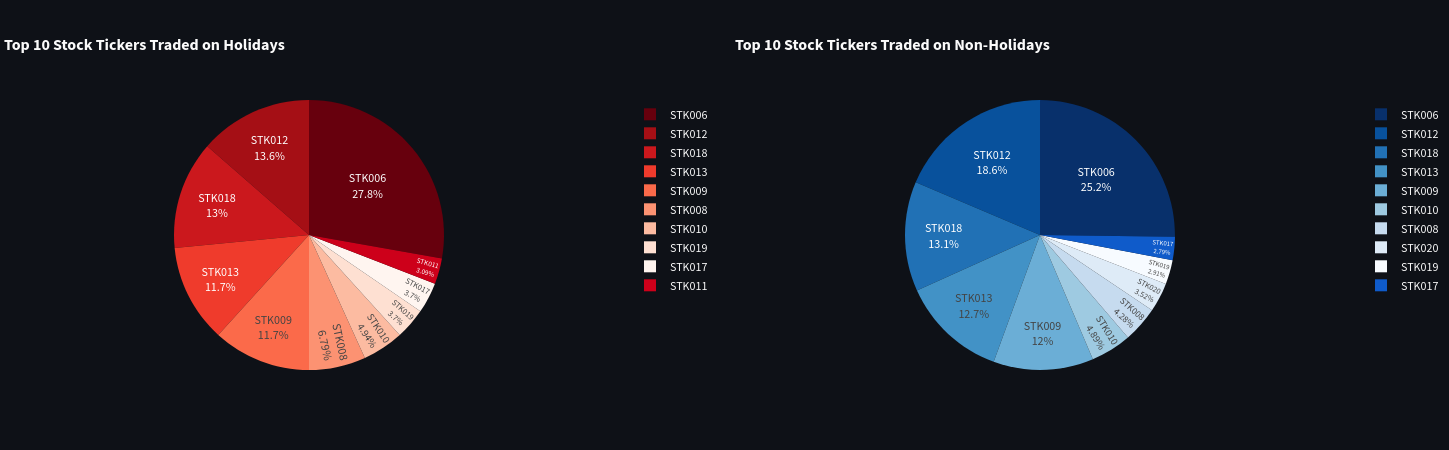 Top 10 Stock Tickers Traded on Holidays
STK012
13.6%
STK006
27.8%
STK018
13%
STK013
11.7%
STK009
11.7%
STK008
6.79%
STK010
4.94%
STK019
3.7%
STK017
3.7%
STK011
3.09%
STK006
STK012
STK018
STK013
STK009
STK008
STK010
STK019
STK017
STK011
Top 10 Stock Tickers Traded on Non-Holidays
STK012
18.6%
STK006
25.2%
STK018
13.1%
STK013
12.7%
STK009
12%
STK010
4.89%
STK008
4.28%
STK020
3.52%
STK019
2.91%
STK017
2.79%
STK006
STK012
STK018
STK013
STK009
STK010
STK008
STK020
STK019
STK017